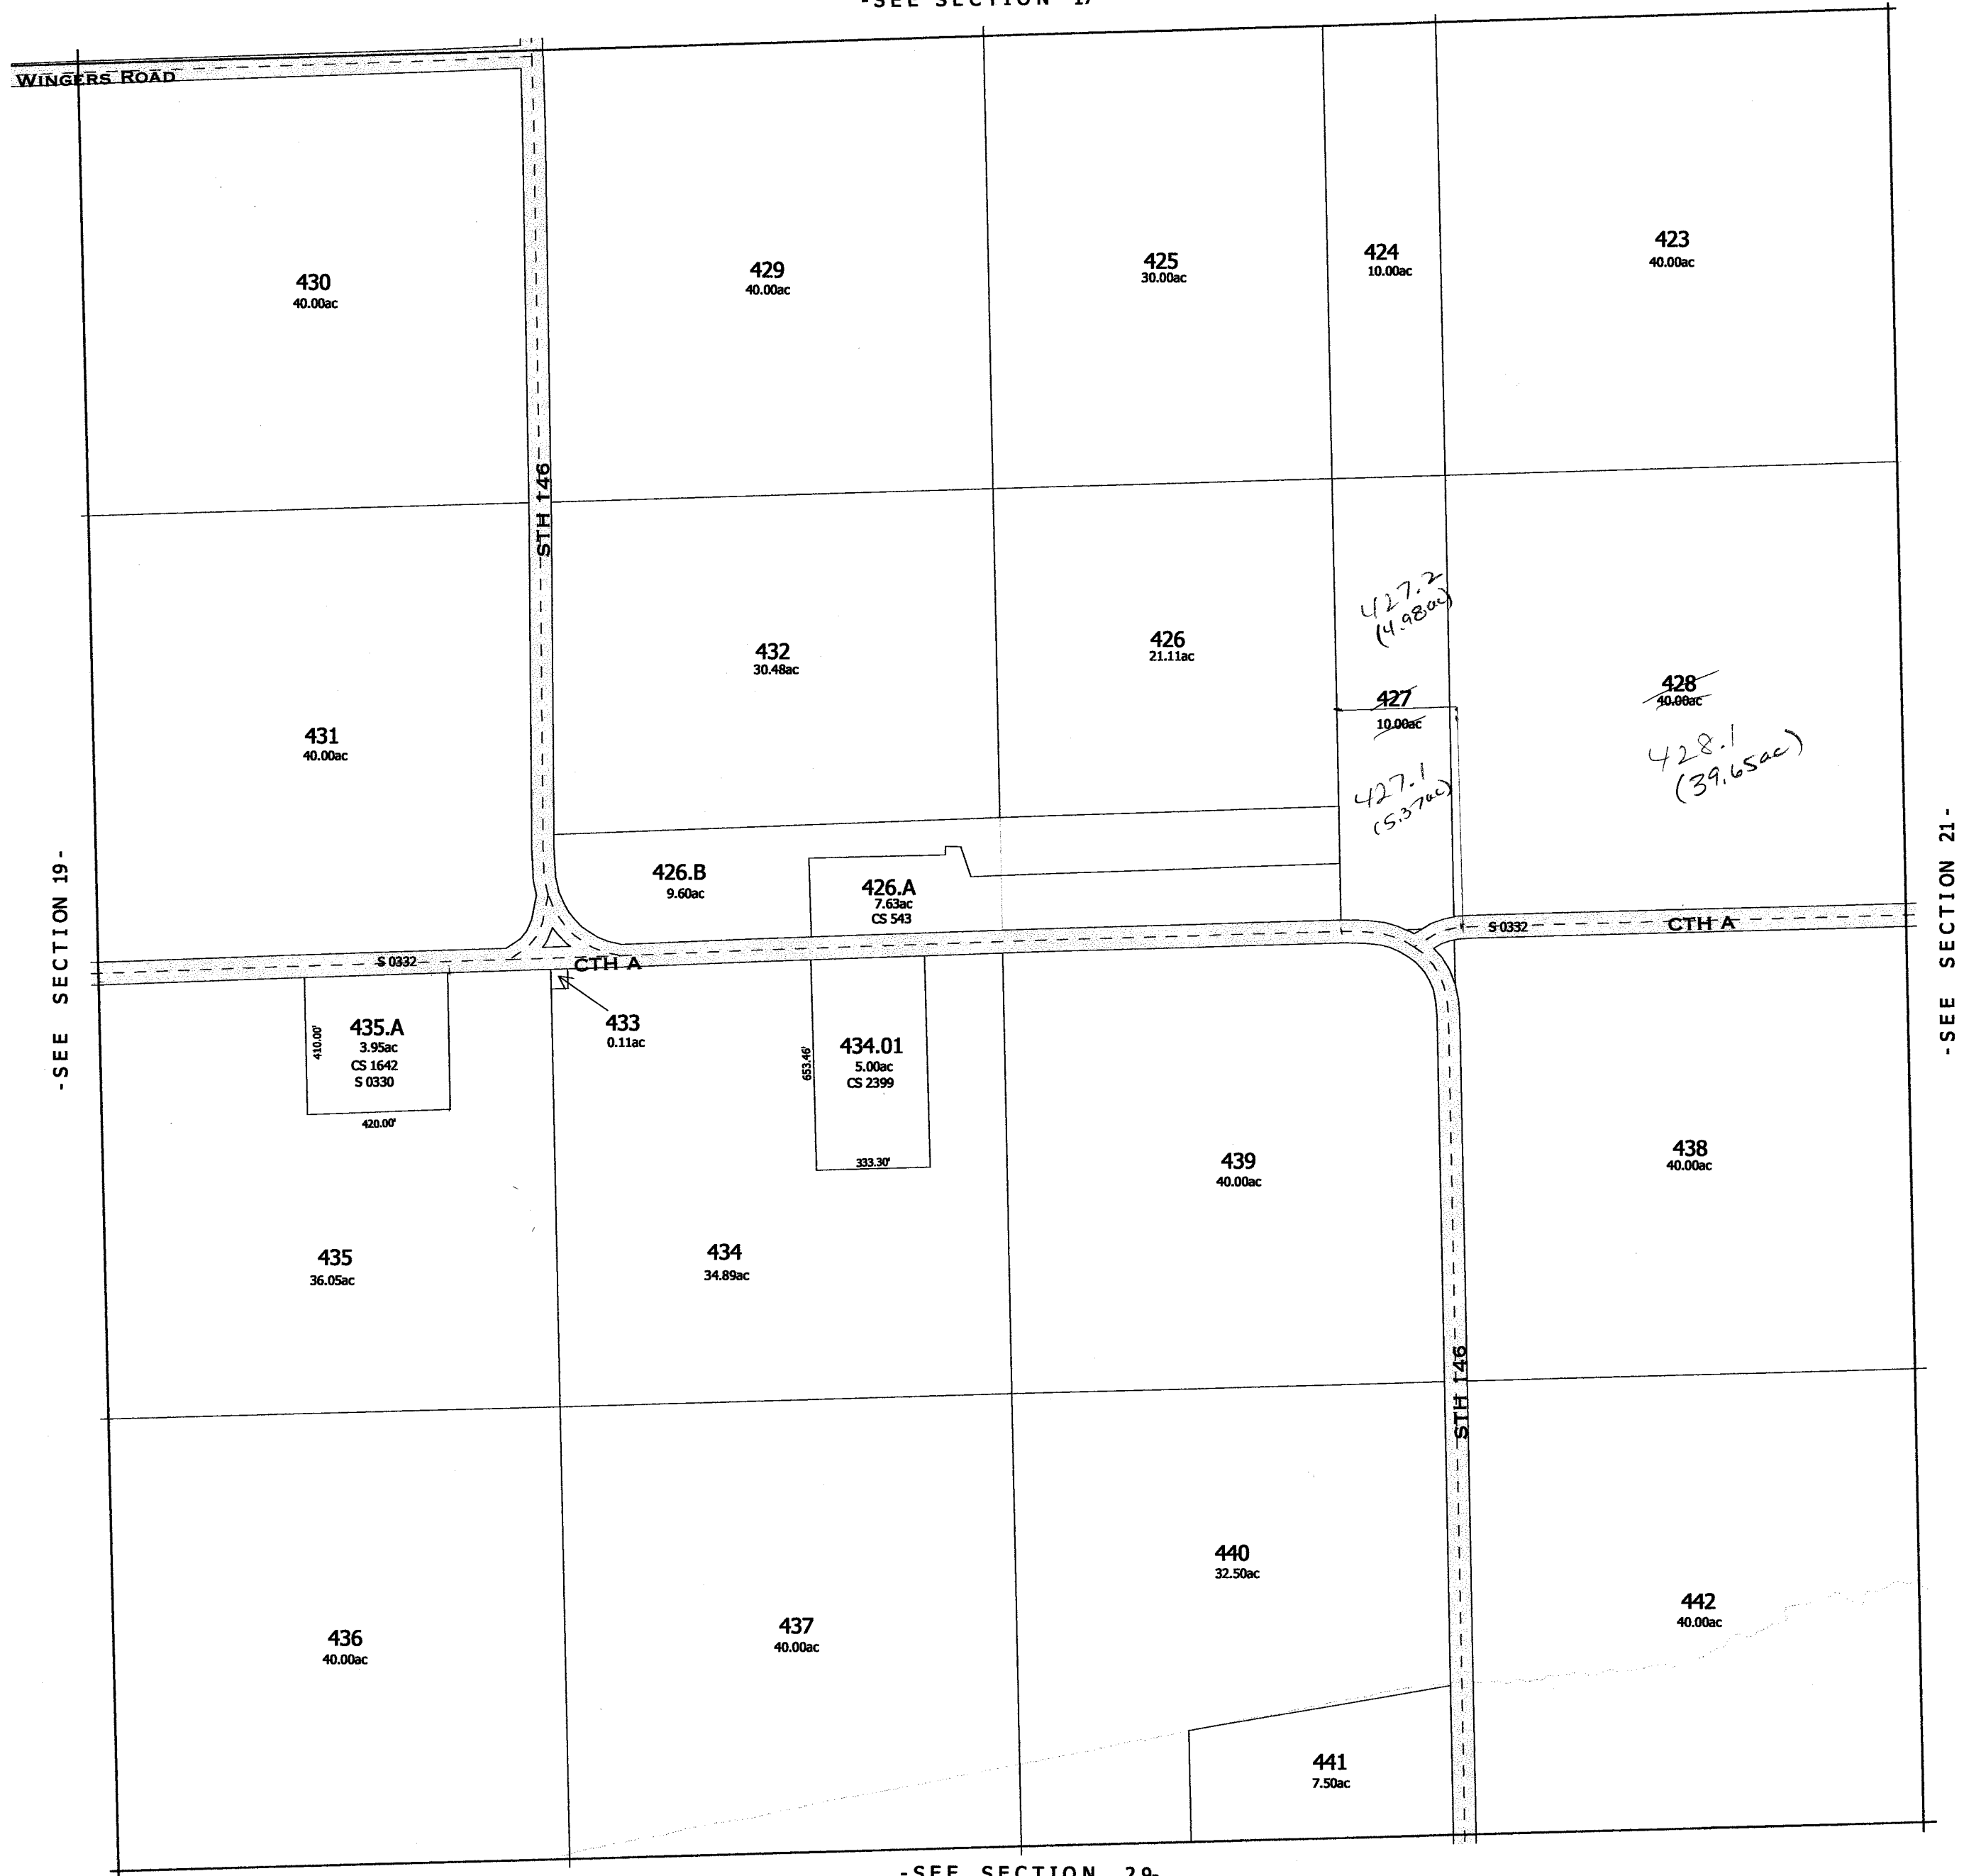 -SEE SECTION 17
WINGERS ROAD
430
40.00ac
429
40.00ac
425
30.00ac
424
10.00ac
423
40.00ac
STH 146
431
40.00ac
432
30.48ac
426
21.11ac
427.2
(4.98ac)
427
10.00ac
427.1
(5.37ac)
428
40.00ac
428.1
(39.65ac)
426.B
9.60ac
426.A
7.63ac
CS 543
-SEE SECTION 19-
-SEE SECTION 21-
S 0332
CTH A
S 0332
CTH A
435.A
3.95ac
CS 1642
S 0330
410.00'
420.00'
433
0.11ac
434.01
5.00ac
CS 2399
653.46'
333.30'
439
40.00ac
438
40.00ac
435
36.05ac
434
34.89ac
STH 146
436
40.00ac
437
40.00ac
440
32.50ac
442
40.00ac
441
7.50ac
-SEE SECTION 29-